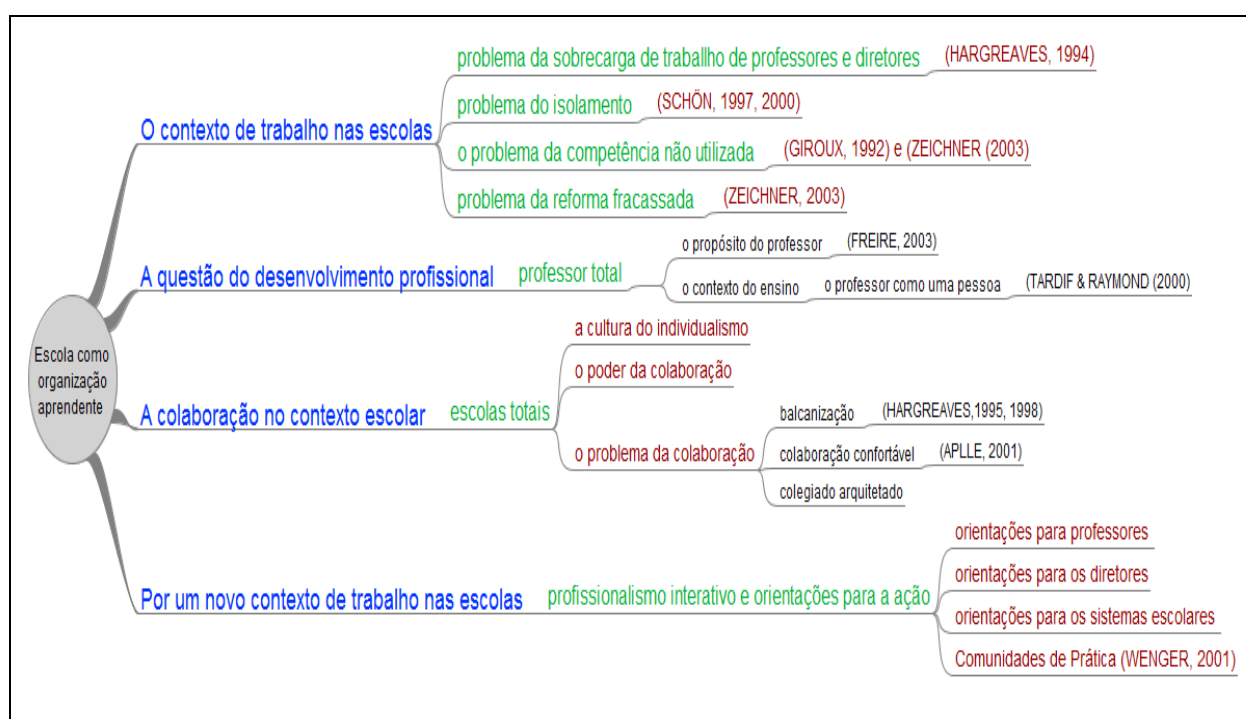 problema da sobrecarga de traballho de professores e diretores (HARGREAVES, 1994)
problema do isolamento (SCHÖN, 1997, 2000)
O contexto de trabalho nas escolas
o problema da competência não utilizada (GIROUX, 1992) e (ZEICHNER (2003)
problema da reforma fracassada (ZEICHNER, 2003)
o propósito do professor (FREIRE, 2003)
A questão do desenvolvimento profissional professor total
o contexto do ensino o professor como uma pessoa (TARDIF & RAYMOND (2000)
Escola como
organização
aprendente
a cultura do individualismo
o poder da colaboração
A colaboração no contexto escolar escolas totais
balcanização (HARGREAVES,1995, 1998)
o problema da colaboração colaboração confortável (APLLE, 2001)
colegiado arquitetado
orientações para professores
orientações para os diretores
Por um novo contexto de trabalho nas escolas profissionalismo interativo e orientações para a ação
orientações para os sistemas escolares
Comunidades de Prática (WENGER, 2001)